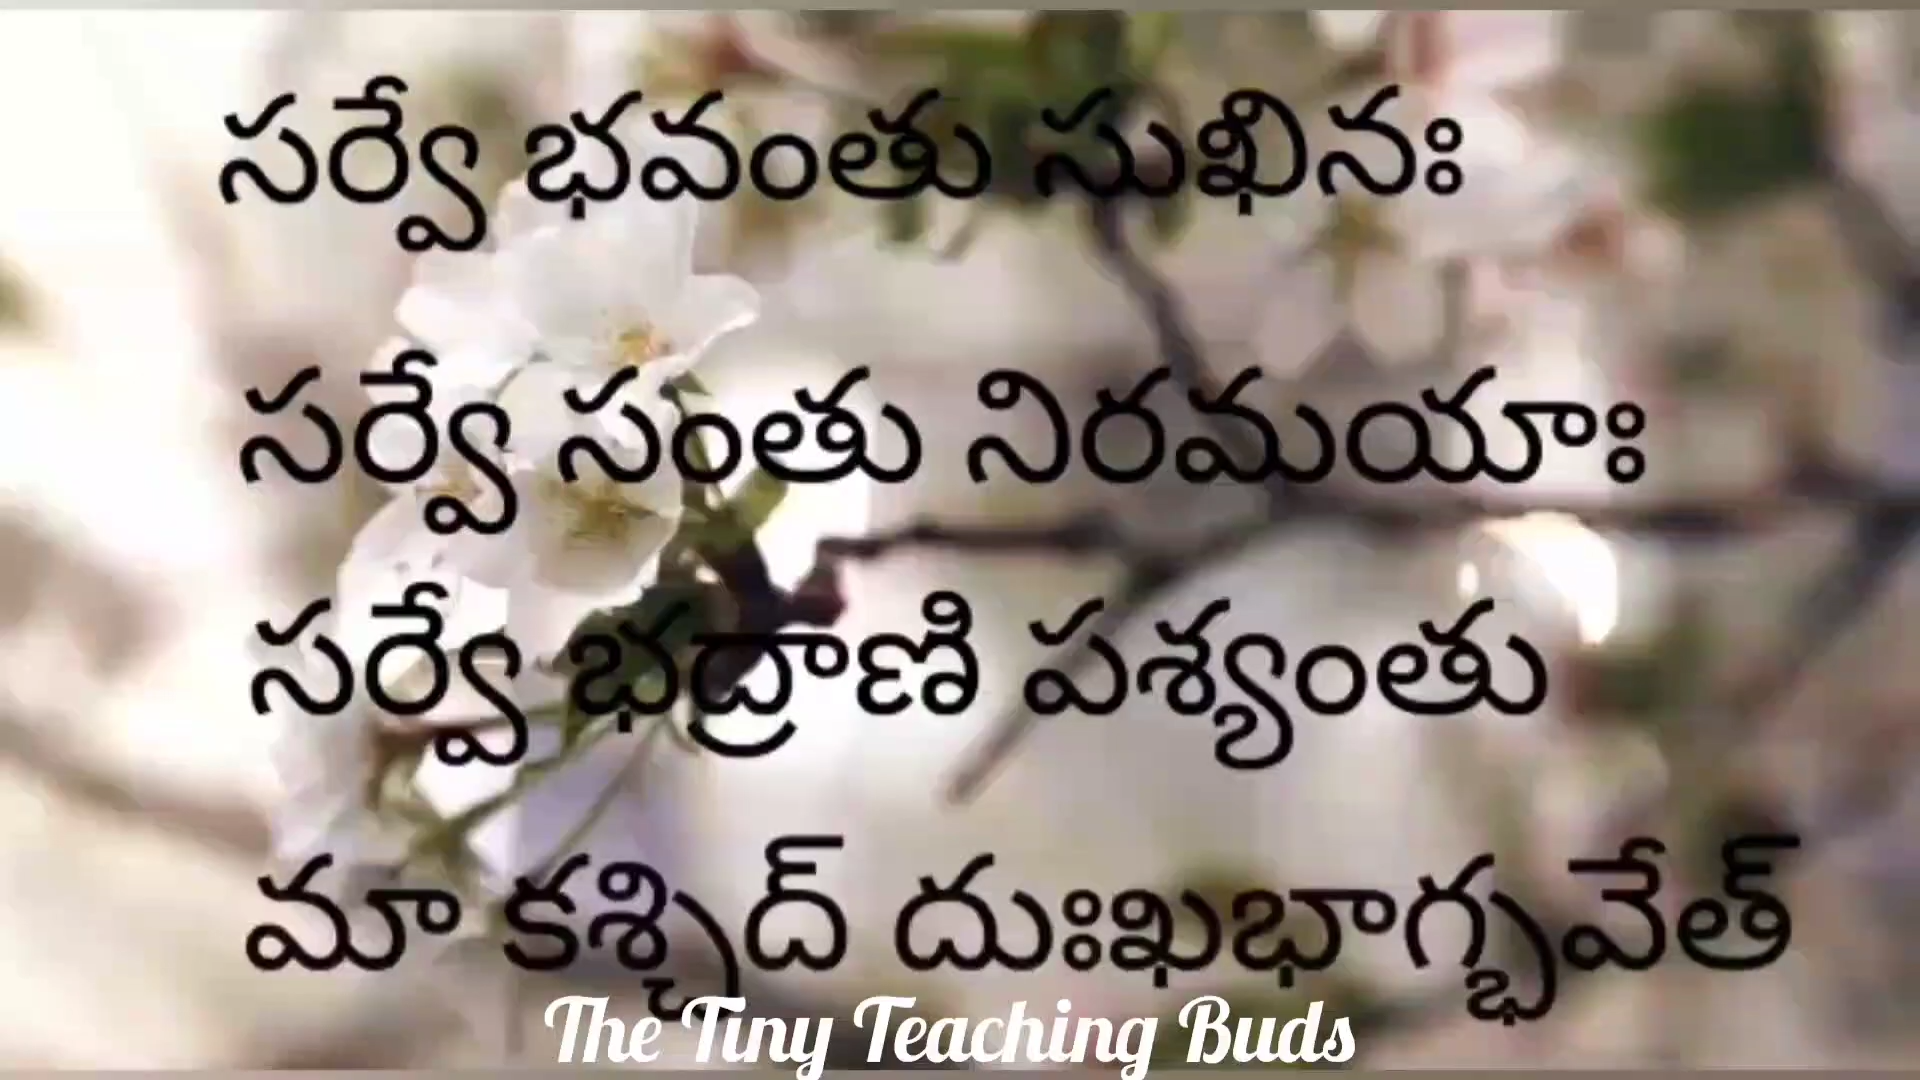 సర్వే భవంతు సుఖినః
సర్వే సంతు నిరమయాః
సర్వే భద్రాణి పశ్యంతు
మా కశ్చిద్ దుఃఖభాగ్భవేత్
The Tiny Teaching Buds